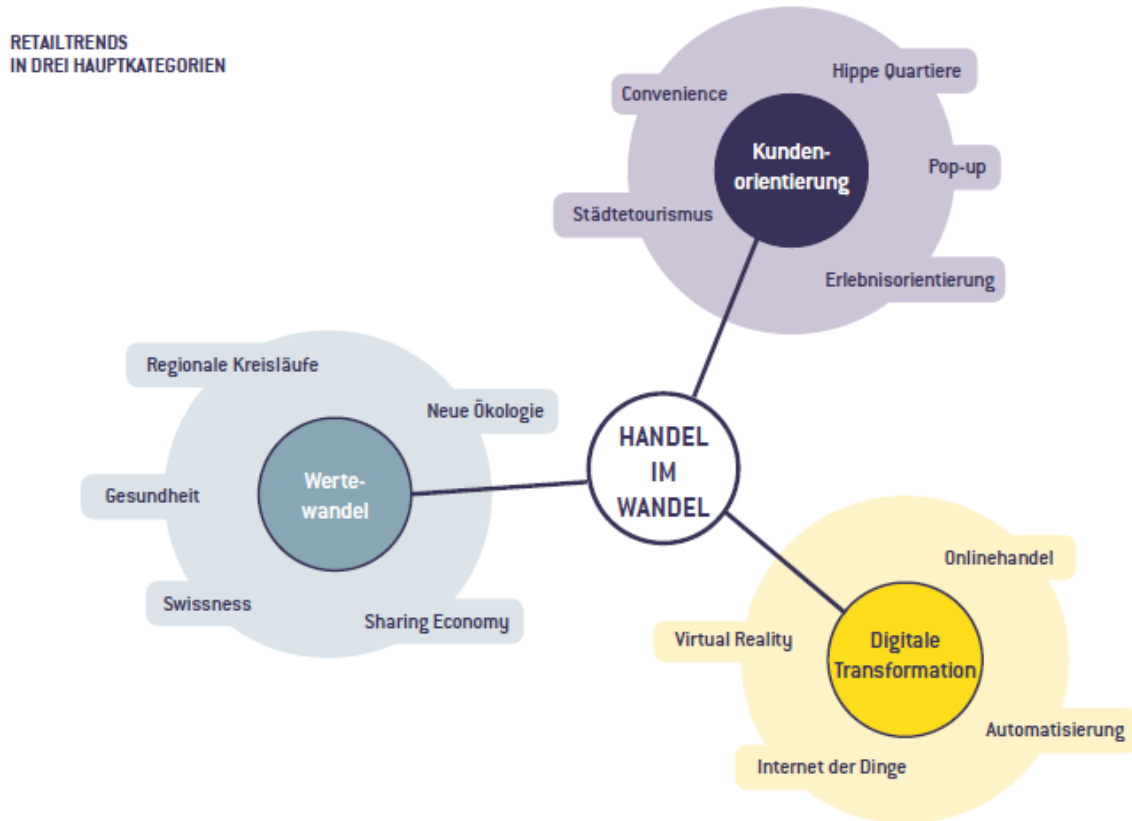 RETAILTRENDS
IN DREI HAUPTKATEGORIEN
Hippe Quartiere
Convenience
Kunden-
orientierung
Pop-up
Städtetourismus
Erlebnisorientierung
Regionale Kreisläufe
Neue Ökologie
HANDEL
IM
WANDEL
Werte-
wandel
Gesundheit
Swissness
Sharing Economy
Onlinehandel
Virtual Reality
Digitale
Transformation
Automatisierung
Internet der Dinge